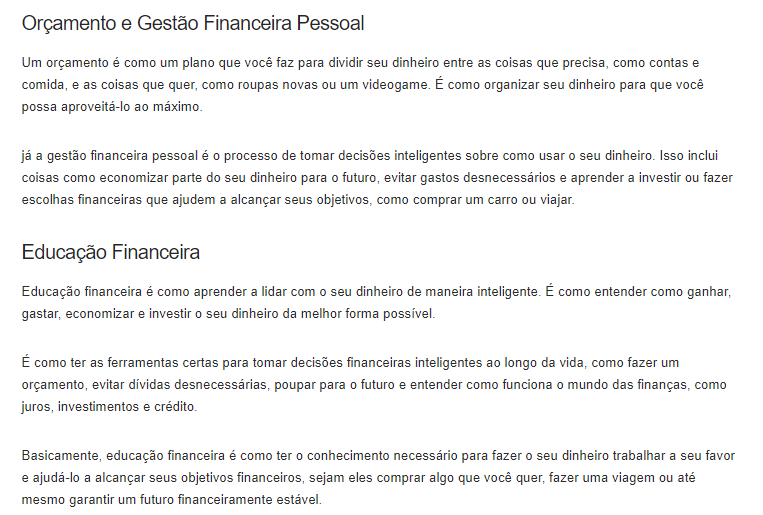 Orçamento e Gestão Financeira Pessoal
Um orçamento é como um plano que você faz para dividir seu dinheiro entre as coisas que precisa, como contas e
comida, e as coisas que quer, como roupas novas ou um videogame. É como organizar seu dinheiro para que você
possa aproveitá-lo ao máximo.
já a gestão financeira pessoal é o processo de tomar decisões inteligentes sobre como usar o seu dinheiro. Isso inclui
coisas como economizar parte do seu dinheiro para o futuro, evitar gastos desnecessários e aprender a investir ou fazer
escolhas financeiras que ajudem a alcançar seus objetivos, como comprar um carro ou viajar.
Educação Financeira
Educação financeira é como aprender a lidar com o seu dinheiro de maneira inteligente. É como entender como ganhar,
gastar, economizar e investir o seu dinheiro da melhor forma possível.
É como ter as ferramentas certas para tomar decisões financeiras inteligentes ao longo da vida, como fazer um
orçamento, evitar dívidas desnecessárias, poupar para o futuro e entender como funciona o mundo das finanças, como
juros, investimentos e crédito.
Basicamente, educação financeira é como ter o conhecimento necessário para fazer o seu dinheiro trabalhar a seu favor
e ajudá-lo a alcançar seus objetivos financeiros, sejam eles comprar algo que você quer, fazer uma viagem ou até
mesmo garantir um futuro financeiramente estável.